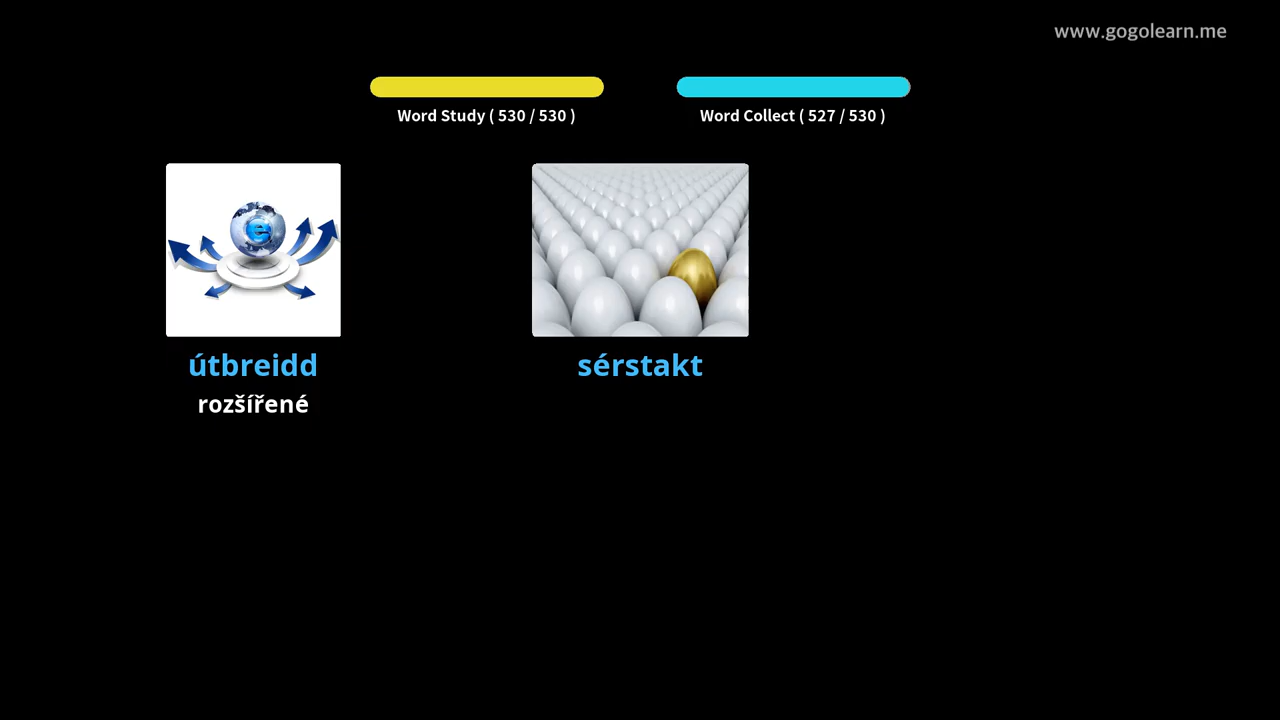 www.gogolearn.me
Word Study ( 530 / 530 )
Word Collect ( 527 / 530 )
e
útbreidd
sérstakt
rozšířené